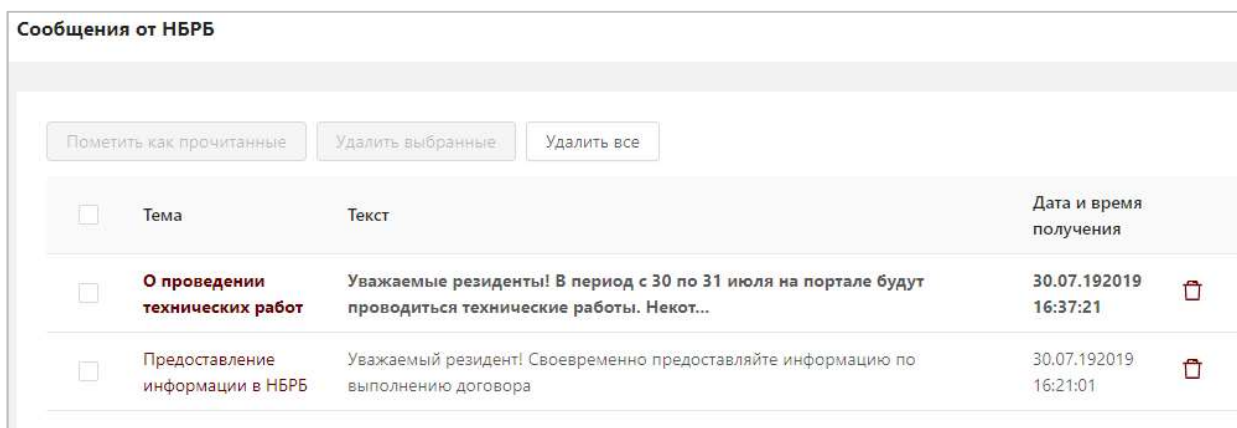 Сообщения от НБРБ
Пометить как прочитанные Удалить выбранные Удалить все
Тема Текст Дата и время
получения
О проведении Уважаемые резиденты! В период с 30 по 31 июля на портале будут 30.07.192019
технических работ проводиться технические работы. Некот... 16:37:21
Предоставление Уважаемый резидент! Своевременно предоставляйте информацию по 30.07.192019
информации в НБРБ выполнению договора 16:21:01